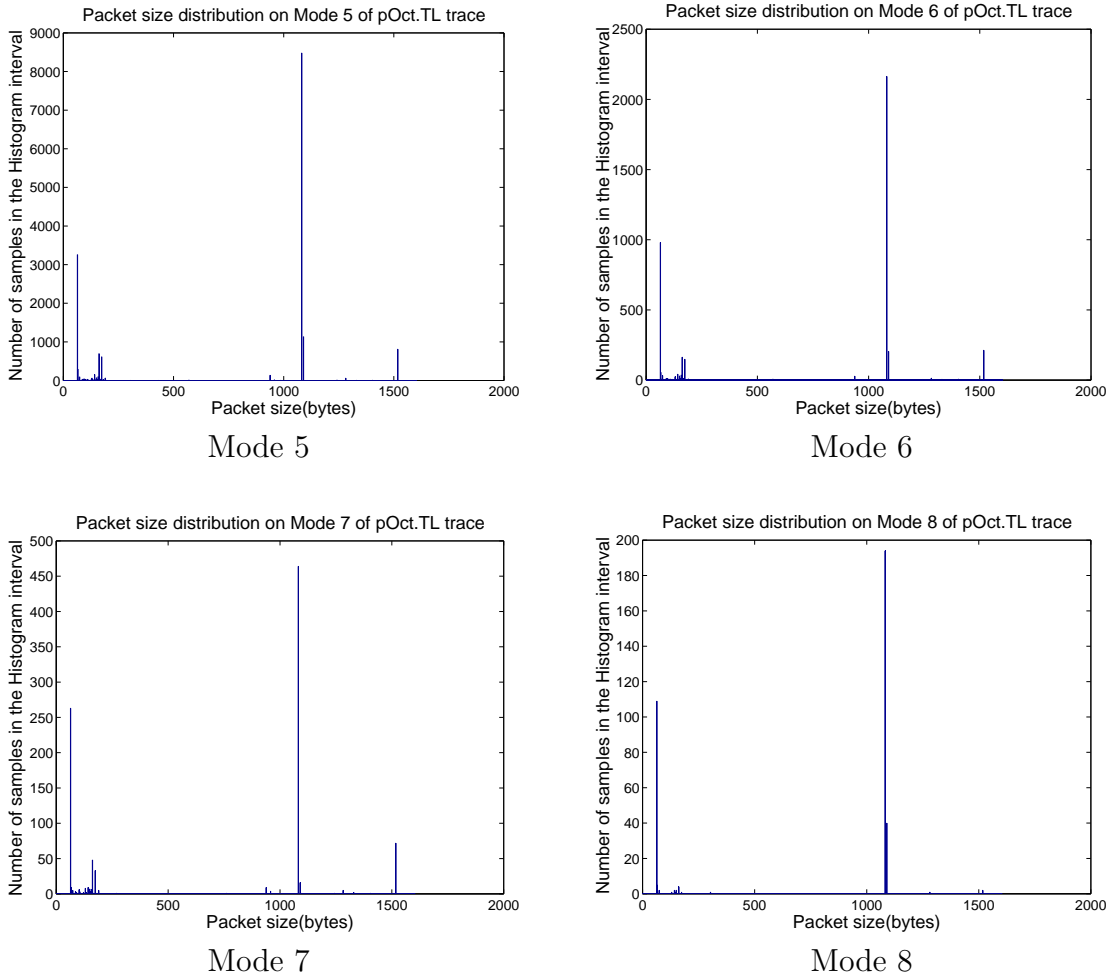 Packet size distribution on Mode 5 of pOct.TL trace
9000
8000
7000
6000
5000
4000
3000
2000
1000
0
0 500 1000 1500 2000
Number of samples in the Histogram interval
Packet size(bytes)
Mode 5
Packet size distribution on Mode 6 of pOct.TL trace
2500
2000
1500
1000
500
0
0 500 1000 1500 2000
Number of samples in the Histogram interval
Packet size(bytes)
Mode 6
Packet size distribution on Mode 7 of pOct.TL trace
500
450
400
350
300
250
200
150
100
50
0
0 500 1000 1500 2000
Number of samples in the Histogram interval
Packet size(bytes)
Mode 7
Packet size distribution on Mode 8 of pOct.TL trace
200
180
160
140
120
100
80
60
40
20
0
0 500 1000 1500 2000
Number of samples in the Histogram interval
Packet size(bytes)
Mode 8